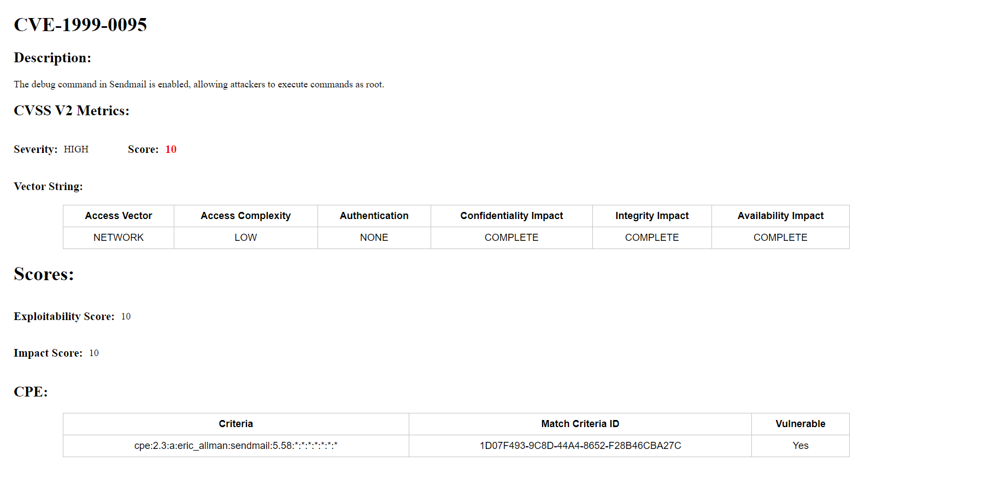 CVE-1999-0095
Description:
The debug command in Sendmail is enabled, allowing attackers to execute commands as root.
CVSS V2 Metrics:
Severity: HIGH Score: 10
Vector String:
Access Vector Access Complexity Authentication Confidentiality Impact Integrity Impact Availability Impact
NETWORK LOW NONE COMPLETE COMPLETE COMPLETE
Scores:
Exploitability Score: 10
Impact Score: 10
CPE:
Criteria Match Criteria ID Vulnerable
cpe:2.3:a:eric_allman:sendmail:5.58:*:*:*:*:*:*:* 1D07F493-9C8D-44A4-8652-F28B46CBA27C Yes